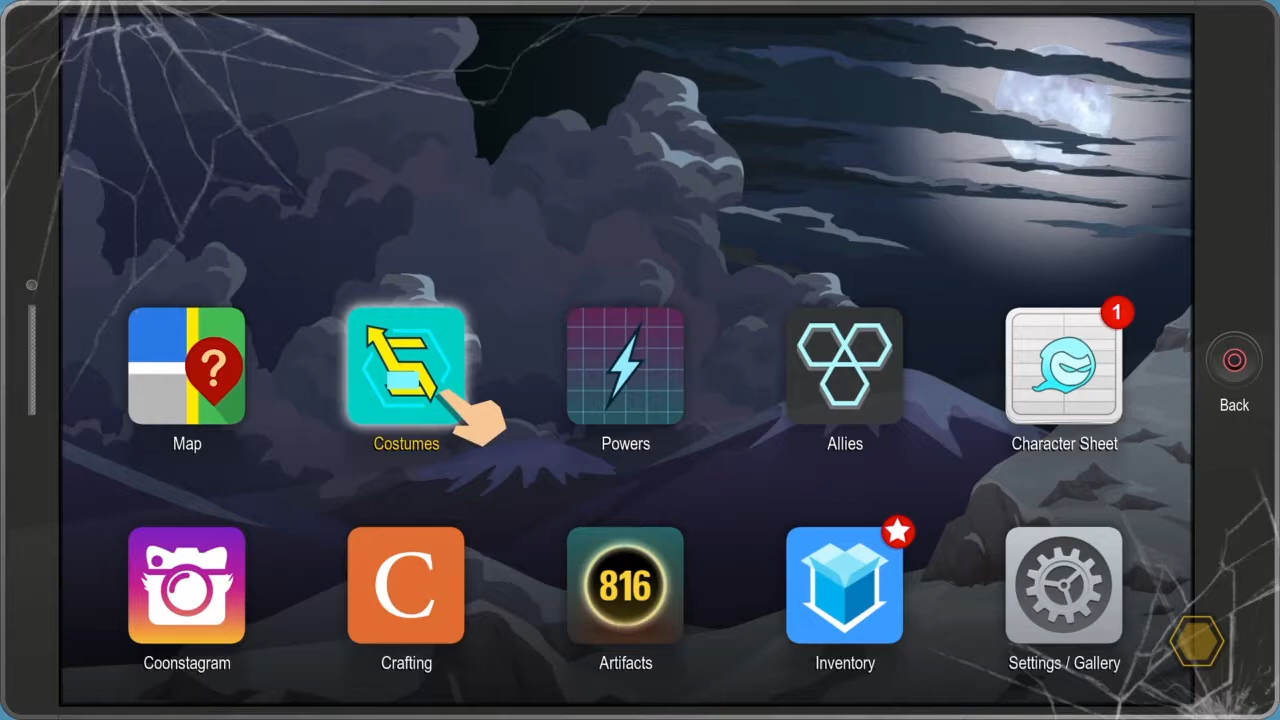 ?
1
Map
Costumes
Powers
Allies
Character Sheet
Back
C
816
Coonstagram
Crafting
Artifacts
Inventory
Settings / Gallery